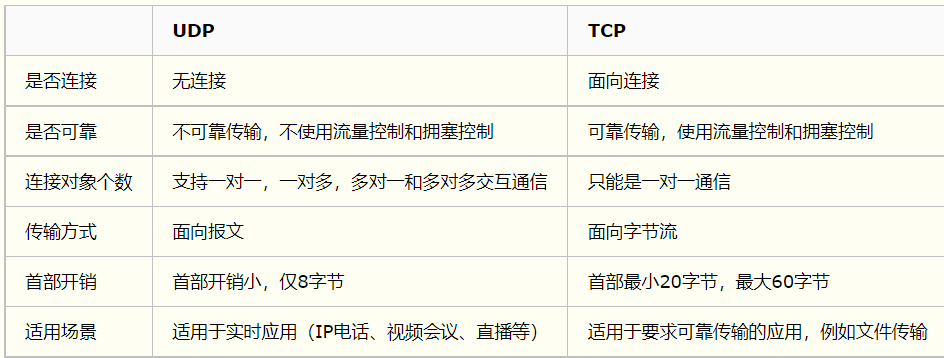 UDP TCP
是否连接 无连接 面向连接
是否可靠 不可靠传输，不使用流量控制和拥塞控制 可靠传输，使用流量控制和拥塞控制
连接对象个数 支持一对一，一对多，多对一和多对多交互通信 只能是一对一通信
传输方式 面向报文 面向字节流
首部开销 首部开销小，仅8字节 首部最小20字节，最大60字节
适用场景 适用于实时应用（IP电话、视频会议、直播等） 适用于要求可靠传输的应用，例如文件传输